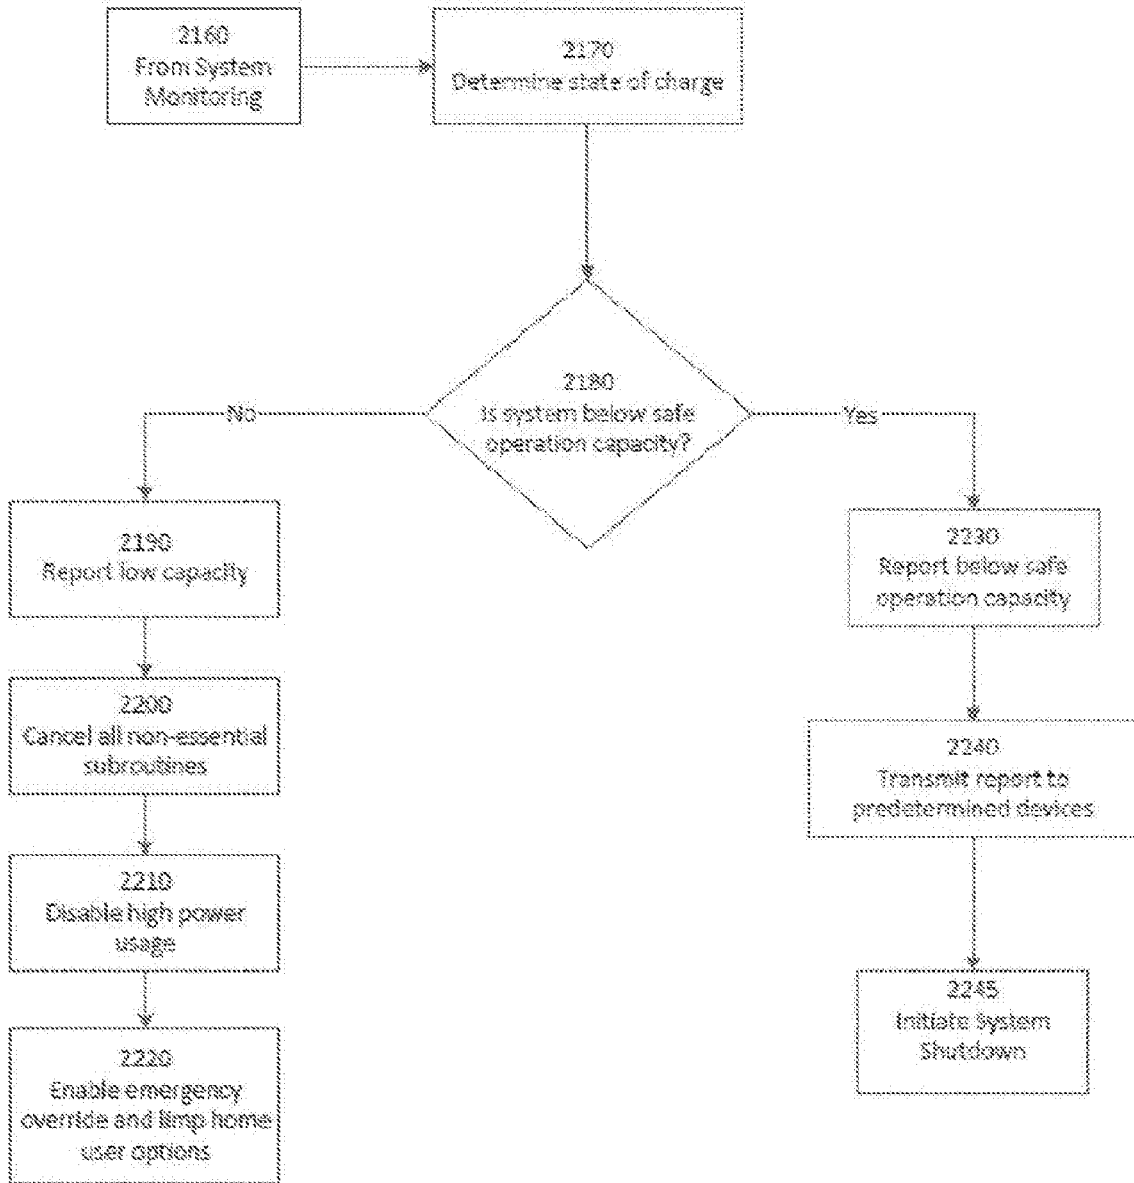 2160
From System
Monitoring
2170
Determine state of charge
2180
Is system below safe
operation capacity?
No
Yes
2190
Report low capacity
2200
Cancel all non-essential
subroutines
2210
Disable high power
usage
2220
Enable emergency
override and limp home
user options
2230
Report below safe
operation capacity
2240
Transmit report to
predetermined devices
2245
Initiate System
Shutdown